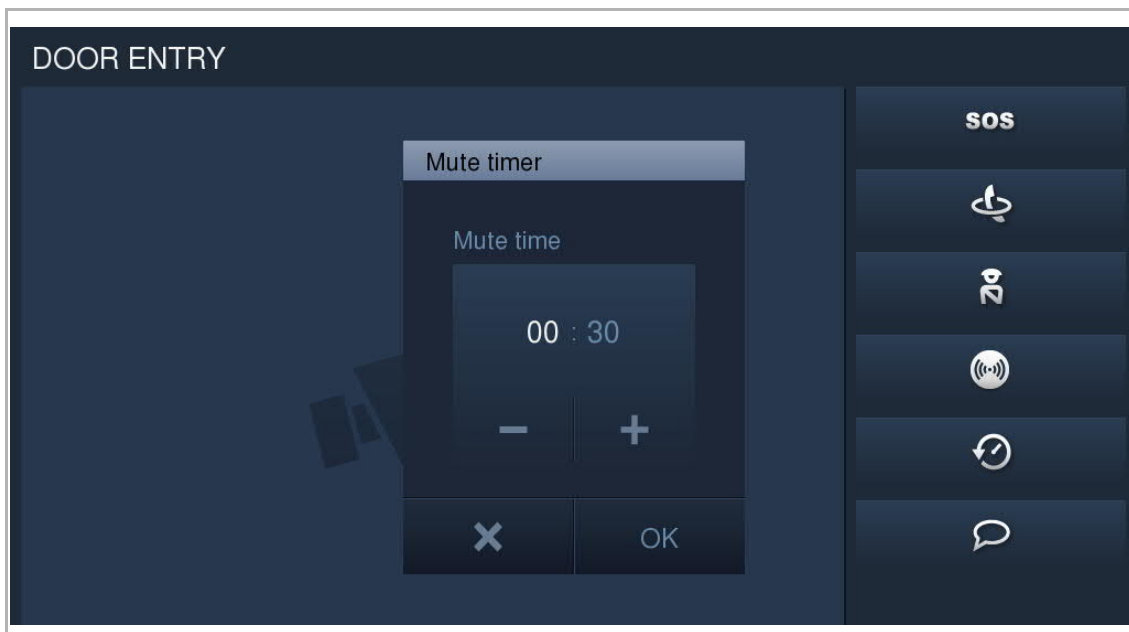 DOOR ENTRY
SOS
Mute timer
Mute time
00 : 30
− +
OK